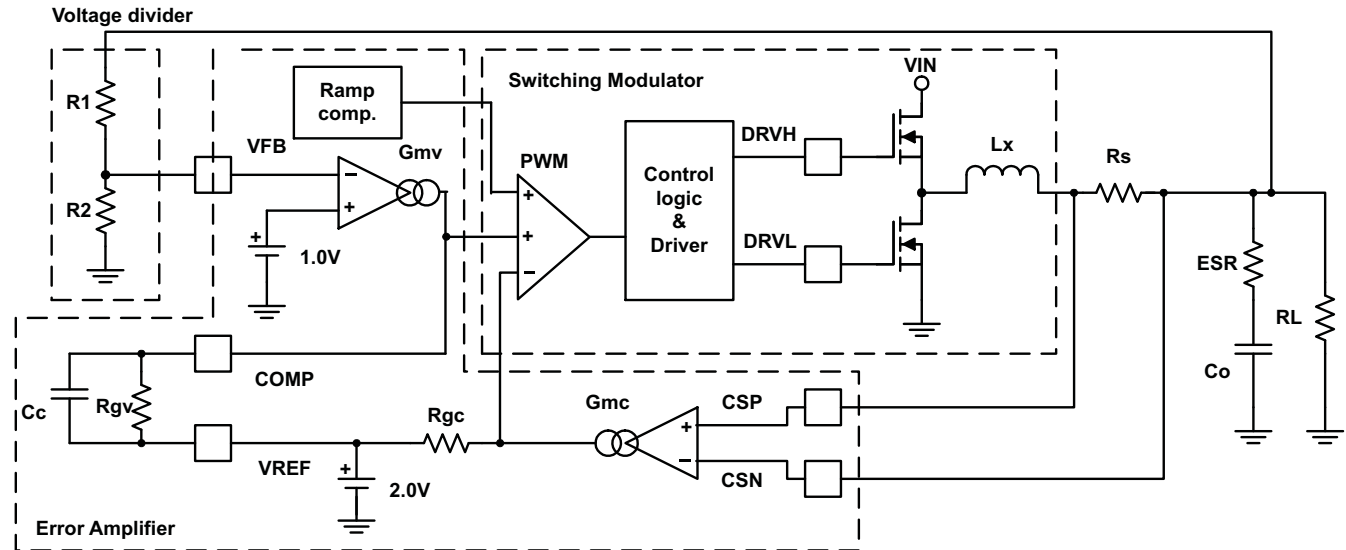 Voltage divider
R1
R2
VFB
Ramp
comp.
Gmv
1.0V
Switching Modulator
PWM
Control
logic
&
Driver
DRVH
DRVL
VIN
Lx
Rs
ESR
Co
RL
COMP
Cc
Rgv
VREF
Rgc
2.0V
Gmc
CSP
CSN
Error Amplifier